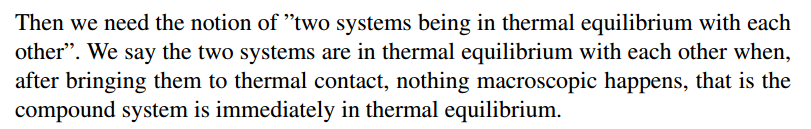 Then we need the notion of ”two systems being in thermal equilibrium with each
other”. We say the two systems are in thermal equilibrium with each other when,
after bringing them to thermal contact, nothing macroscopic happens, that is the
compound system is immediately in thermal equilibrium.